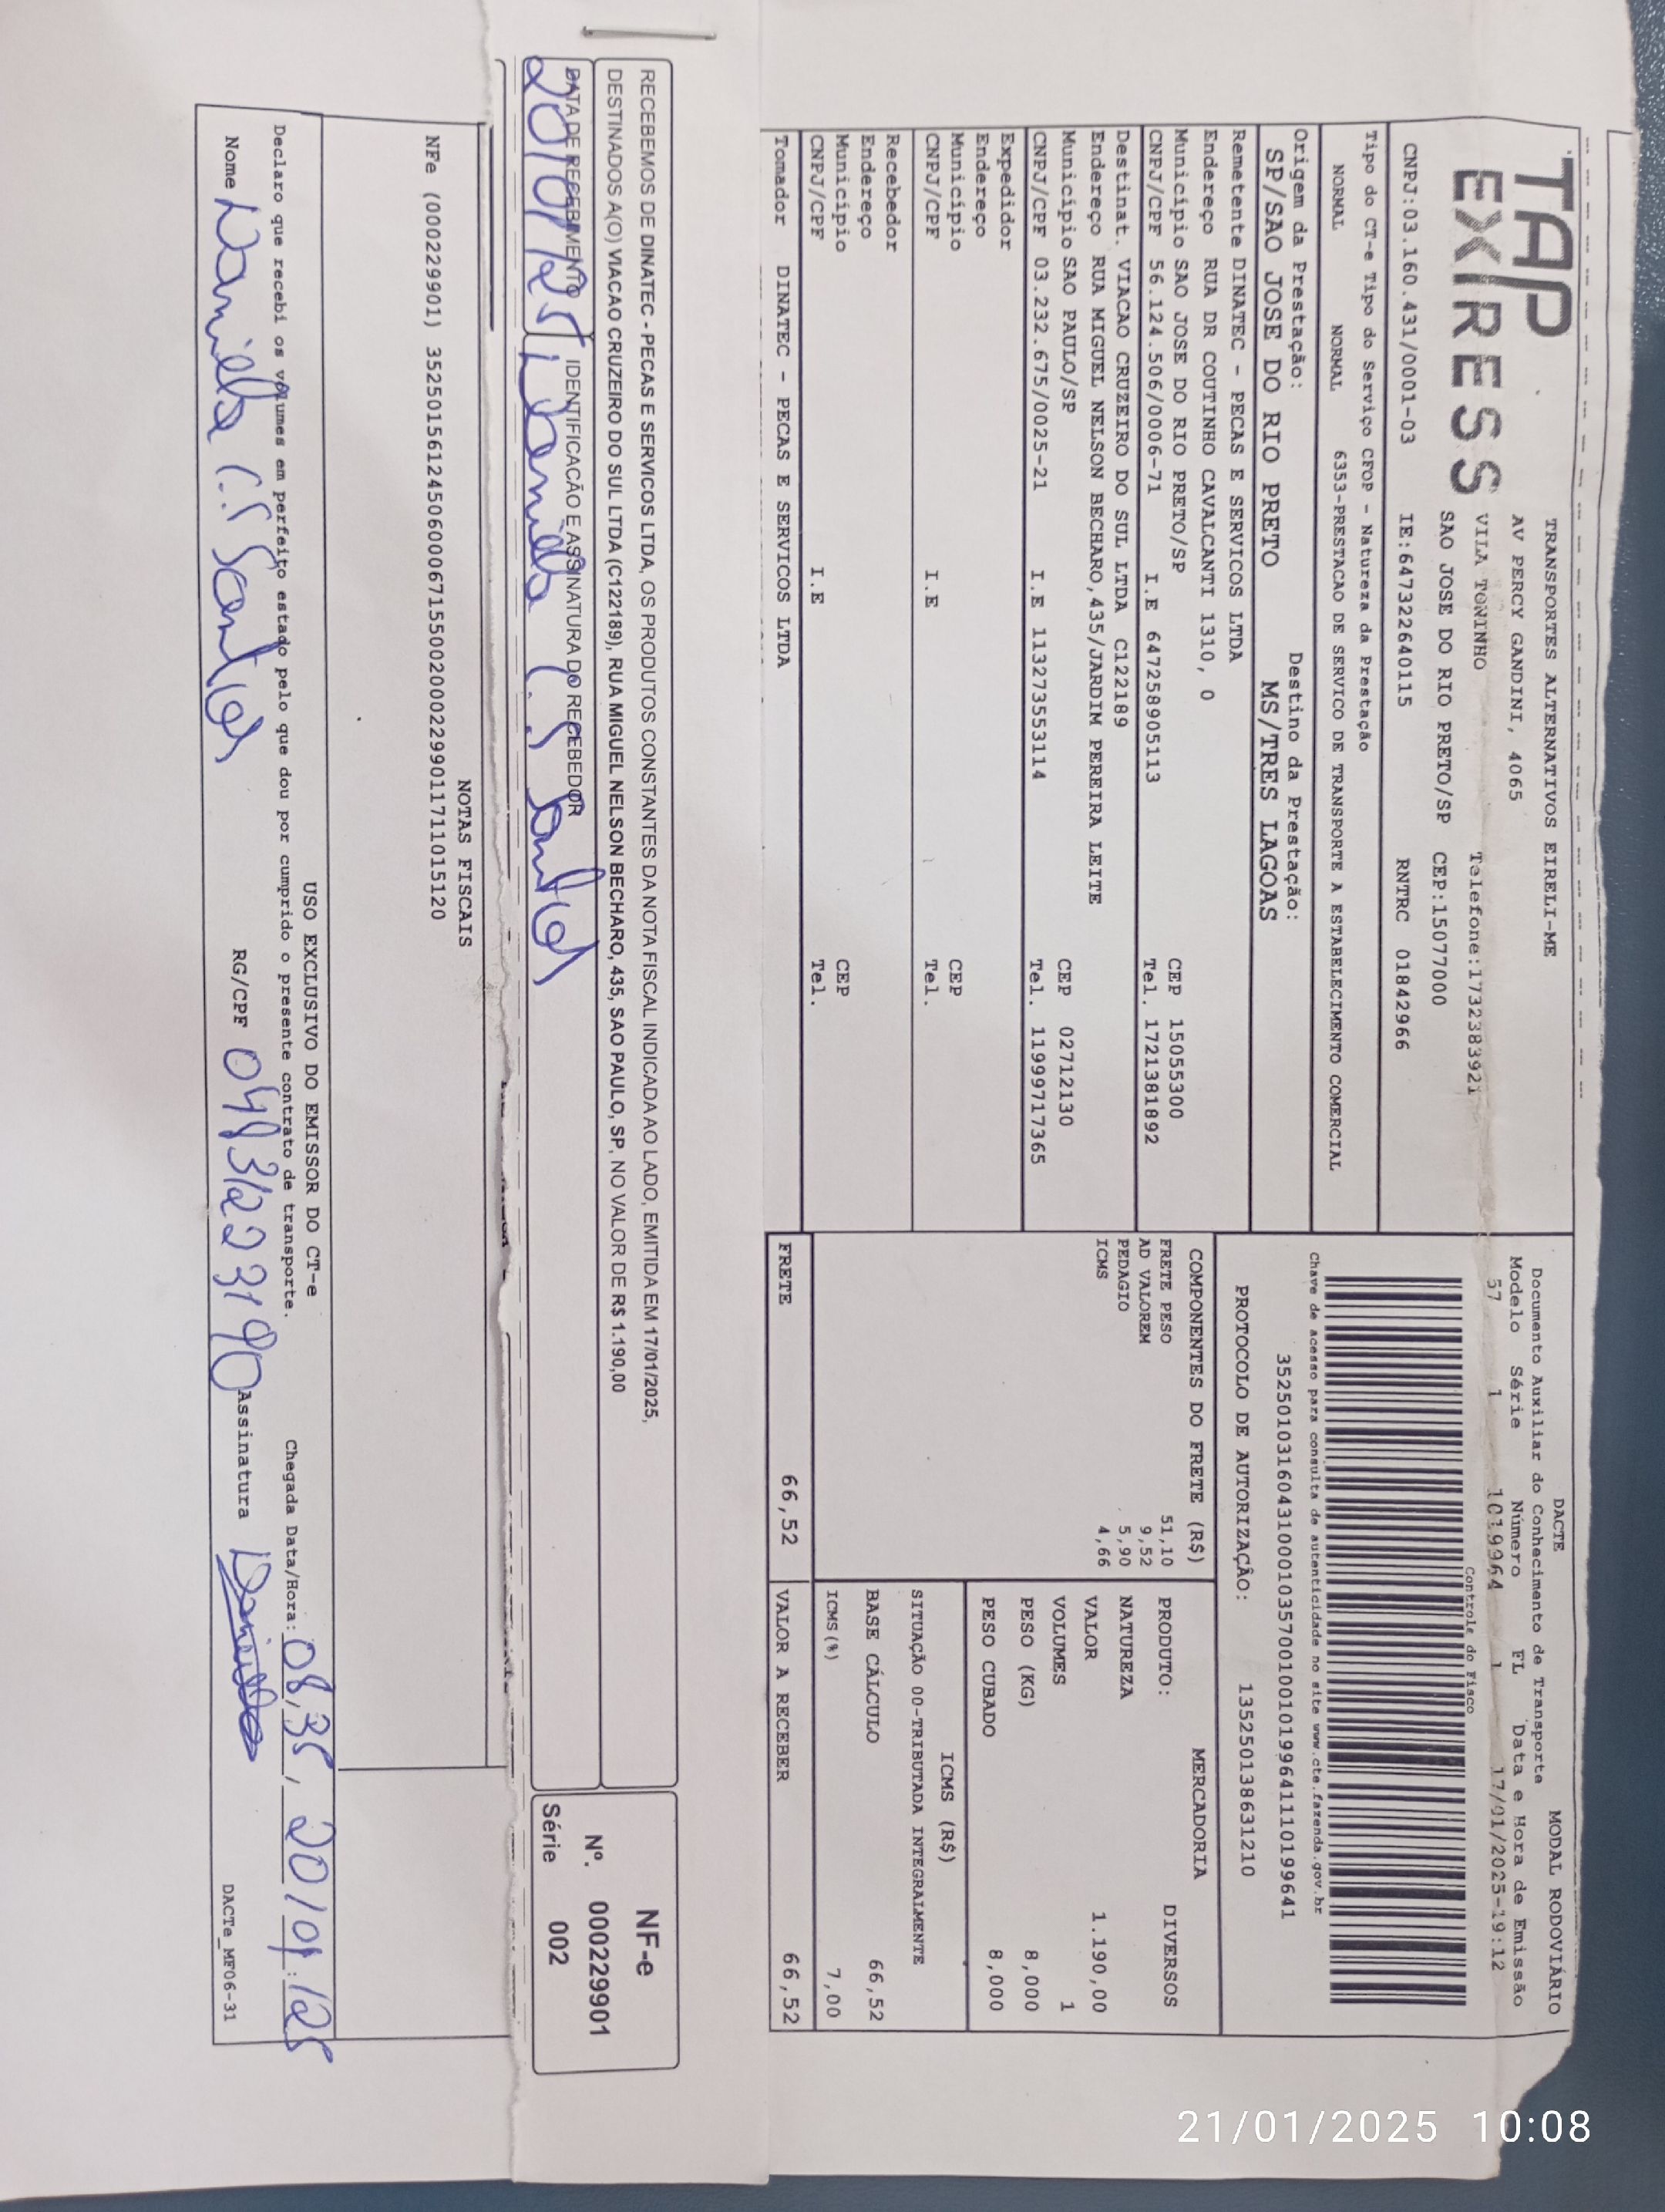 TAP
EXPRESS
TRANSPORTES ALTERNATIVOS EIRELI-ME
AV PERCY GANDINI, 4065
VILA TONINHO Telefone:1732383921
SAO JOSE DO RIO PRETO/SP CEP:15077000
CNPJ:03.160.431/0001-03 IE:647322640115 RNTRC 01842966
DACTE MODAL RODOVIÁRIO
Documento Auxiliar do Conhecimento de Transporte
Modelo Série Número FL Data e Hora de Emissão
57 1 1019964 1 17/01/2025-19:12
Controle do Fisco
Chave de acesso para consulta de autenticidade no site www.cte.fazenda.gov.br
35250103160431000103570010010199641110199641
PROTOCOLO DE AUTORIZAÇÃO: 135250138631210
Tipo do CT-e Tipo do Serviço CFOP - Natureza da Prestação
NORMAL NORMAL 6353-PRESTACAO DE SERVICO DE TRANSPORTE A ESTABELECIMENTO COMERCIAL
Origem da Prestação: Destino da Prestação:
SP/SAO JOSE DO RIO PRETO MS/TRES LAGOAS
Remetente DINATEC - PECAS E SERVICOS LTDA
Endereço RUA DR COUTINHO CAVALCANTI 1310, 0
Município SAO JOSE DO RIO PRETO/SP CEP 15055300
CNPJ/CPF 56.124.506/0006-71 I.E 647258905113 Tel. 1721381892
Destinat. VIACAO CRUZEIRO DO SUL LTDA C122189
Endereço RUA MIGUEL NELSON BECHARO,435/JARDIM PEREIRA LEITE
Município SAO PAULO/SP CEP 02712130
CNPJ/CPF 03.232.675/0025-21 I.E 113273553114 Tel. 11999717365
Expedidor
Endereço
Município CEP
CNPJ/CPF I.E Tel.
Recebedor
Endereço
Município CEP
CNPJ/CPF I.E Tel.
Tomador DINATEC - PECAS E SERVICOS LTDA
COMPONENTES DO FRETE (R$)
FRETE PESO 51,10
AD VALOREM 9,52
PEDAGIO 5,90
ICMS 4,66
MERCADORIA
PRODUTO: DIVERSOS
NATUREZA
VALOR 1.190,00
VOLUMES 1
PESO (KG) 8,000
PESO CUBADO 8,000
ICMS (R$)
SITUAÇÃO 00-TRIBUTADA INTEGRALMENTE
BASE CÁLCULO 66,52
ICMS(%) 7,00
FRETE 66,52 VALOR A RECEBER 66,52
RECEBEMOS DE DINATEC - PECAS E SERVICOS LTDA, OS PRODUTOS CONSTANTES DA NOTA FISCAL INDICADA AO LADO, EMITIDA EM 17/01/2025,
DESTINADOS A(O) VIACAO CRUZEIRO DO SUL LTDA (C122189), RUA MIGUEL NELSON BECHARO, 435, SAO PAULO, SP, NO VALOR DE R$ 1.190,00
DATA DE RECEBIMENTO IDENTIFICAÇÃO E ASSINATURA DO RECEBEDOR
20/01/25 Daniela C.S Santos
NF-e
Nº. 000229901
Série 002
NOTAS FISCAIS
NFe (000229901) 35250156124506000671550020002299011711015120
USO EXCLUSIVO DO EMISSOR DO CT-e
Declaro que recebi os volumes em perfeito estado pelo que dou por cumprido o presente contrato de transporte. Chegada Data/Hora: 08,35, 20/01:/25
Nome Daniela C.S Santos RG/CPF Assinatura Daniela
DACTe_MF06-31
21/01/2025 10:08